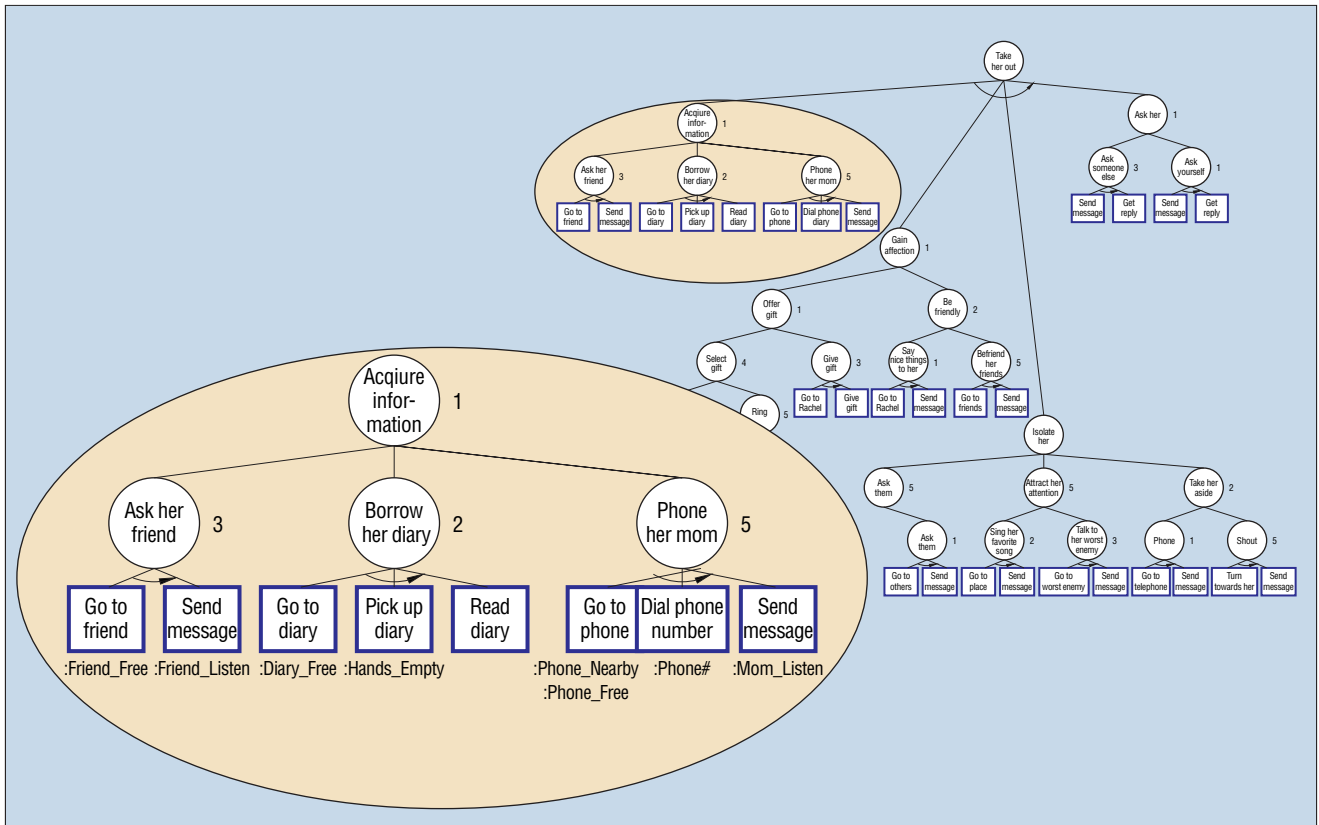 Take
her out
Acqiure
infor-
mation
1
Ask her
1
Ask her
friend
3
Borrow
her diary
2
Phone
her mom
5
Ask
someone
else
3
Ask
yourself
1
Go to
friend
Send
message
Go to
diary
Pick up
diary
Read
diary
Go to
phone
Dial phone
diary
Send
message
Send
message
Get
reply
Send
message
Get
reply
Gain
affection
1
Offer
gift
1
Be
friendly
2
Select
gift
4
Give
gift
3
Say
nice things
to her
1
Befriend
her
friends
5
Ring
5
Go to
Rachel
Give
gift
Go to
Rachel
Send
message
Go to
friends
Send
message
Isolate
her
Ask
them
5
Attract her
attention
5
Take her
aside
2
Ask
them
1
Sing her
favorite
song
2
Talk to
her worst
enemy
3
Phone
1
Shout
5
Go to
others
Send
message
Go to
place
Send
message
Go to
worst enemy
Send
message
Go to
telephone
Send
message
Turn
towards her
Send
message
Acqiure
infor-
mation
1
Ask her
friend
3
Borrow
her diary
2
Phone
her mom
5
Go to
friend
Send
message
Go to
diary
Pick up
diary
Read
diary
Go to
phone
Dial phone
number
Send
message
:Friend_Free
:Friend_Listen
:Diary_Free
:Hands_Empty
:Phone_Nearby
:Phone_Free
:Phone#
:Mom_Listen